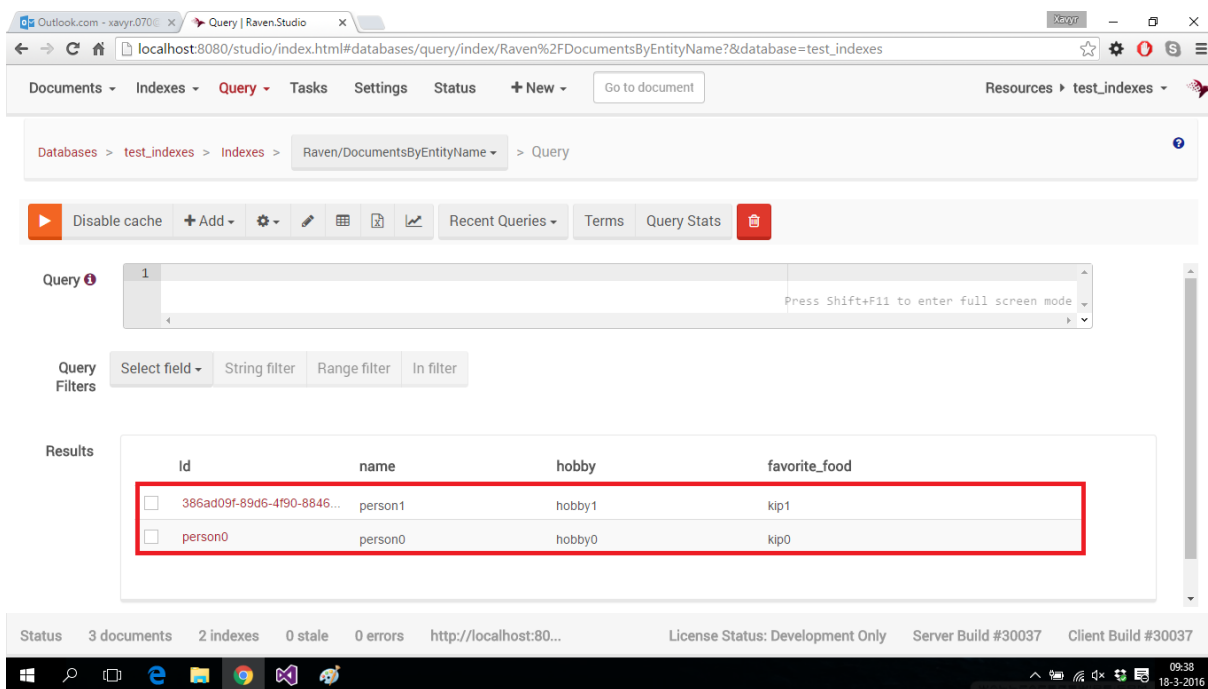 Outlook.com - xavyr.070
Query | Raven.Studio
Xavyr
localhost:8080/studio/index.html#databases/query/index/Raven%2FDocumentsByEntityName?&database=test_indexes
Documents Indexes Query Tasks Settings Status + New Go to document Resources test_indexes
Databases > test_indexes > Indexes > Raven/DocumentsByEntityName > Query
Disable cache + Add Recent Queries Terms Query Stats
Query 1
Press Shift+F11 to enter full screen mode
Query Filters
Select field String filter Range filter In filter
Results
Id name hobby favorite_food
386ad09f-89d6-4f90-8846... person1 hobby1 kip1
person0 person0 hobby0 kip0
Status 3 documents 2 indexes 0 stale 0 errors http://localhost:80... License Status: Development Only Server Build #30037 Client Build #30037
09:38
18-3-2016